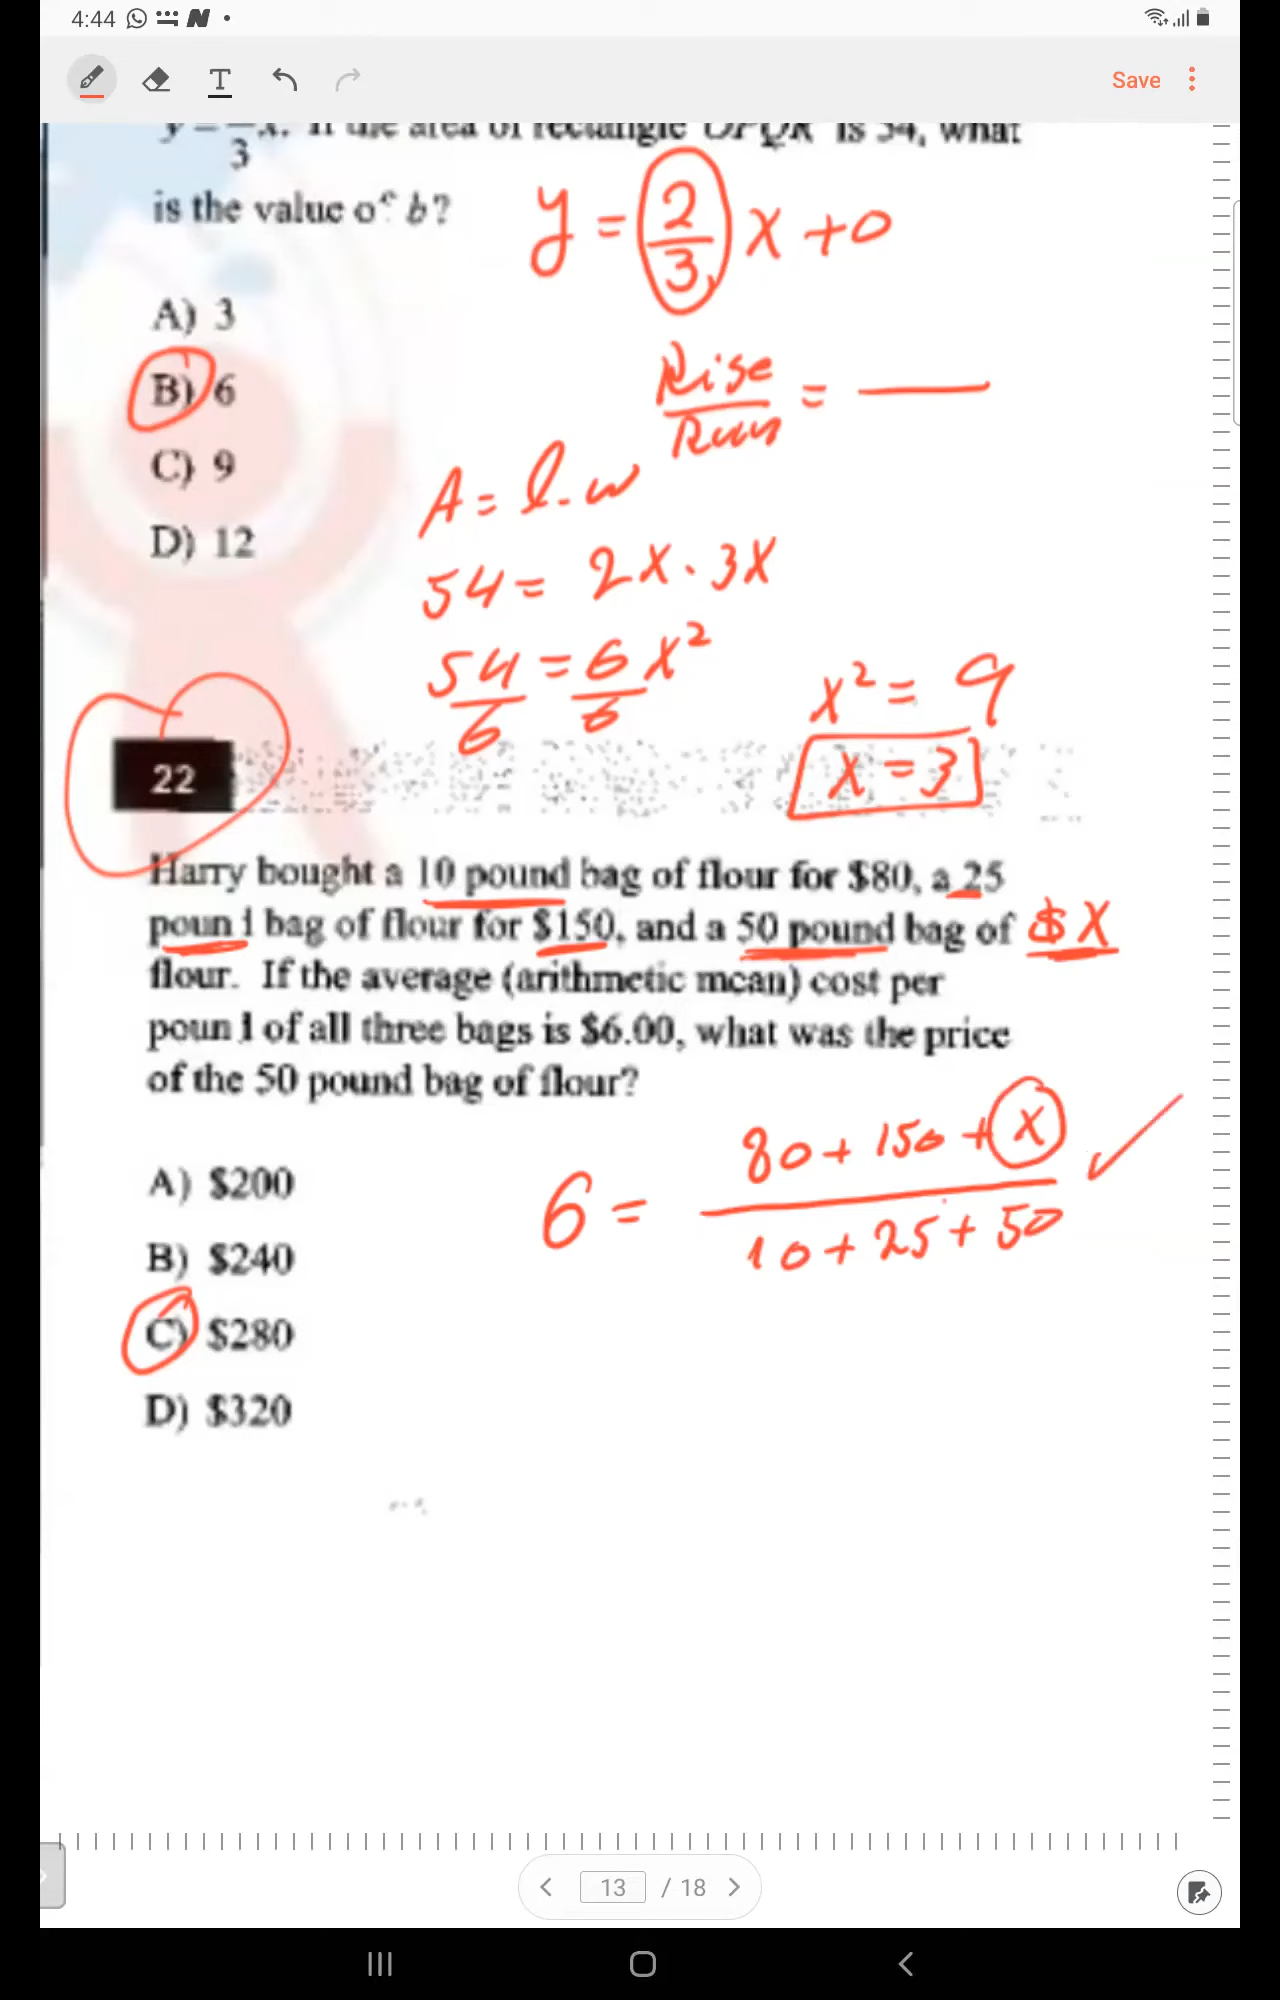 4:44
Save
3
is the value of b?
y = 2/3 x + 0
A) 3
B) 6
C) 9
D) 12
Rise/Run = —
A = l - w
54 = 2x · 3x
54/6 = 6/6 x²
x² = 9
x = 3
22
Harry bought a 10 pound bag of flour for $80, a 25
pound bag of flour for $150, and a 50 pound bag of $ X
flour. If the average (arithmetic mean) cost per
pound of all three bags is $6.00, what was the price
of the 50 pound bag of flour?
6 = 80 + 150 + x / 10 + 25 + 50
A) $200
B) $240
C) $280
D) $320
13 / 18